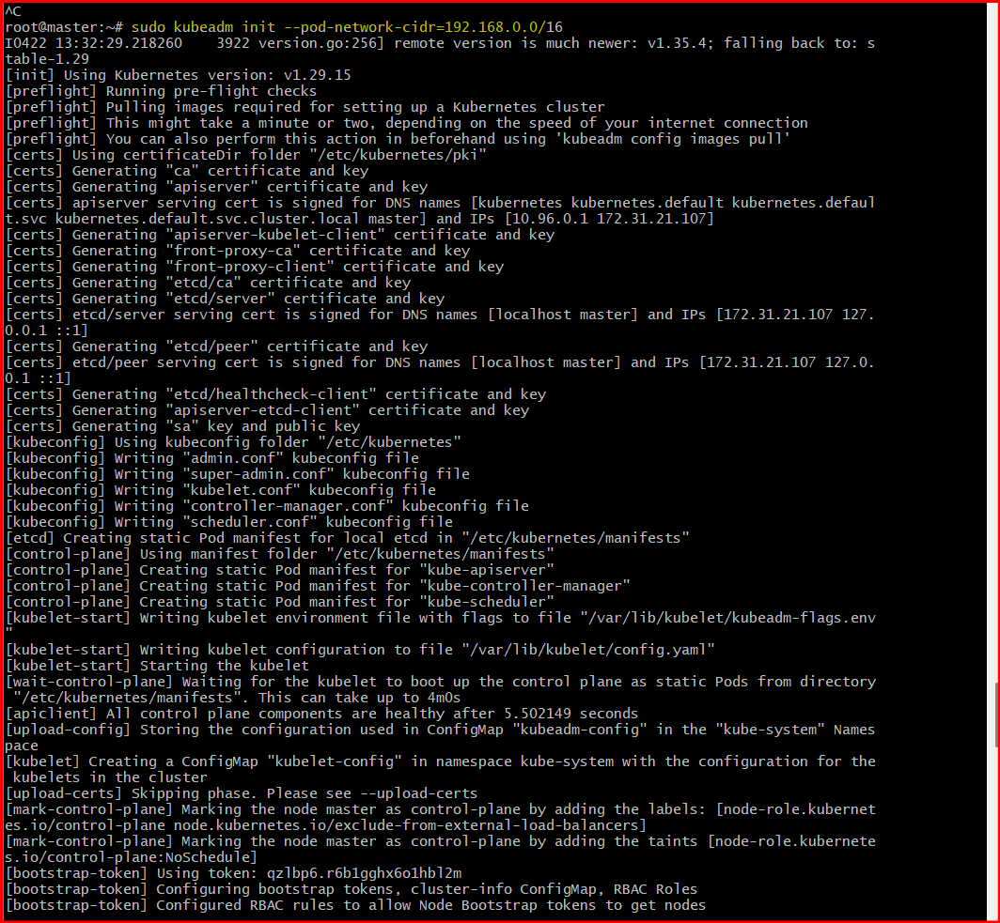 ^C
root@master:~# sudo kubeadm init --pod-network-cidr=192.168.0.0/16
I0422 13:32:29.218260    3922 version.go:256] remote version is much newer: v1.35.4; falling back to: s
table-1.29
[init] Using Kubernetes version: v1.29.15
[preflight] Running pre-flight checks
[preflight] Pulling images required for setting up a Kubernetes cluster
[preflight] This might take a minute or two, depending on the speed of your internet connection
[preflight] You can also perform this action in beforehand using 'kubeadm config images pull'
[certs] Using certificateDir folder "/etc/kubernetes/pki"
[certs] Generating "ca" certificate and key
[certs] Generating "apiserver" certificate and key
[certs] apiserver serving cert is signed for DNS names [kubernetes kubernetes.default kubernetes.defaul
t.svc kubernetes.default.svc.cluster.local master] and IPs [10.96.0.1 172.31.21.107]
[certs] Generating "apiserver-kubelet-client" certificate and key
[certs] Generating "front-proxy-ca" certificate and key
[certs] Generating "front-proxy-client" certificate and key
[certs] Generating "etcd/ca" certificate and key
[certs] Generating "etcd/server" certificate and key
[certs] etcd/server serving cert is signed for DNS names [localhost master] and IPs [172.31.21.107 127.
0.0.1 ::1]
[certs] Generating "etcd/peer" certificate and key
[certs] etcd/peer serving cert is signed for DNS names [localhost master] and IPs [172.31.21.107 127.0.
0.1 ::1]
[certs] Generating "etcd/healthcheck-client" certificate and key
[certs] Generating "apiserver-etcd-client" certificate and key
[certs] Generating "sa" key and public key
[kubeconfig] Using kubeconfig folder "/etc/kubernetes"
[kubeconfig] Writing "admin.conf" kubeconfig file
[kubeconfig] Writing "super-admin.conf" kubeconfig file
[kubeconfig] Writing "kubelet.conf" kubeconfig file
[kubeconfig] Writing "controller-manager.conf" kubeconfig file
[kubeconfig] Writing "scheduler.conf" kubeconfig file
[etcd] Creating static Pod manifest for local etcd in "/etc/kubernetes/manifests"
[control-plane] Using manifest folder "/etc/kubernetes/manifests"
[control-plane] Creating static Pod manifest for "kube-apiserver"
[control-plane] Creating static Pod manifest for "kube-controller-manager"
[control-plane] Creating static Pod manifest for "kube-scheduler"
[kubelet-start] Writing kubelet environment file with flags to file "/var/lib/kubelet/kubeadm-flags.env
"
[kubelet-start] Writing kubelet configuration to file "/var/lib/kubelet/config.yaml"
[kubelet-start] Starting the kubelet
[wait-control-plane] Waiting for the kubelet to boot up the control plane as static Pods from directory
 "/etc/kubernetes/manifests". This can take up to 4m0s
[apiclient] All control plane components are healthy after 5.502149 seconds
[upload-config] Storing the configuration used in ConfigMap "kubeadm-config" in the "kube-system" Names
pace
[kubelet] Creating a ConfigMap "kubelet-config" in namespace kube-system with the configuration for the
 kubelets in the cluster
[upload-certs] Skipping phase. Please see --upload-certs
[mark-control-plane] Marking the node master as control-plane by adding the labels: [node-role.kubernet
es.io/control-plane node.kubernetes.io/exclude-from-external-load-balancers]
[mark-control-plane] Marking the node master as control-plane by adding the taints [node-role.kubernete
s.io/control-plane:NoSchedule]
[bootstrap-token] Using token: qzlbp6.r6b1gghx6o1hbl2m
[bootstrap-token] Configuring bootstrap tokens, cluster-info ConfigMap, RBAC Roles
[bootstrap-token] Configured RBAC rules to allow Node Bootstrap tokens to get nodes